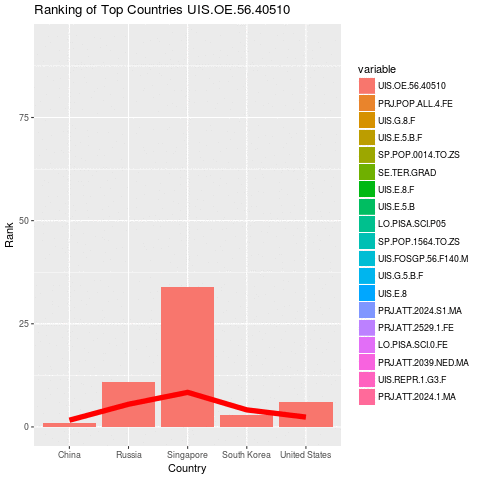 Ranking of Top Countries UIS.OE.56.40510
75
50
25
0
Rank
China Russia Singapore South Korea United States
Country
variable
UIS.OE.56.40510
PRJ.POP.ALL.4.FE
UIS.G.8.F
UIS.E.5.B.F
SP.POP.0014.TO.ZS
SE.TER.GRAD
UIS.E.8.F
UIS.E.5.B
LO.PISA.SCI.P05
SP.POP.1564.TO.ZS
UIS.FOSGP.56.F140.M
UIS.G.5.B.F
UIS.E.8
PRJ.ATT.2024.S1.MA
PRJ.ATT.2529.1.FE
LO.PISA.SCI.0.FE
PRJ.ATT.2039.NED.MA
UIS.REPR.1.G3.F
PRJ.ATT.2024.1.MA